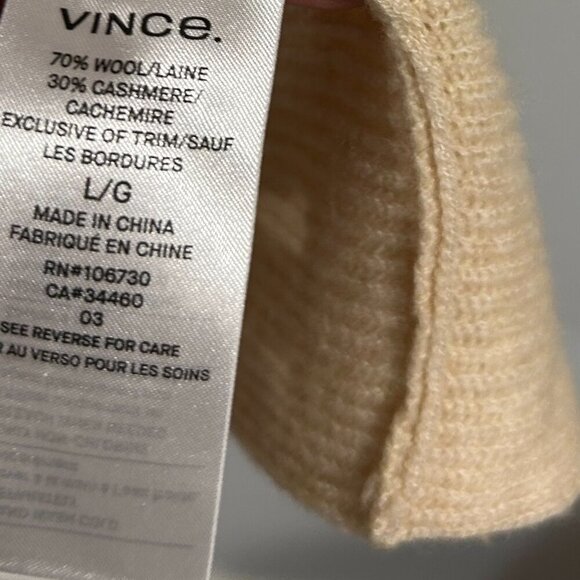 VINCE.
70% WOOL/LAINE
30% CASHMERE/
CACHEMIRE
EXCLUSIVE OF TRIM/SAUF
LES BORDURES
L/G
MADE IN CHINA
FABRIQUÉ EN CHINE
RN#106730
CA#34460
03
SEE REVERSE FOR CARE
AU VERSO POUR LES SOINS